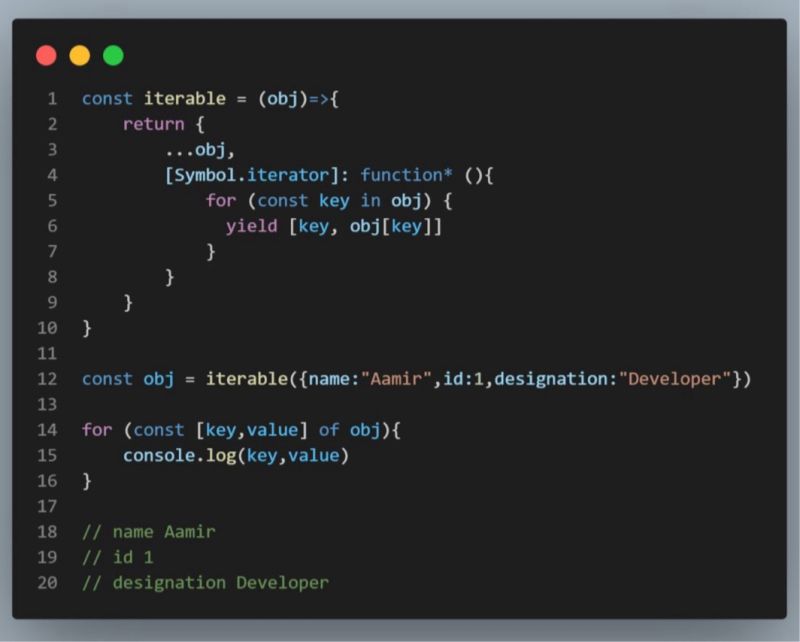 1 const iterable = (obj)=>{
2 return {
3 ...obj,
4 [Symbol.iterator]: function* (){
5 for (const key in obj) {
6 yield [key, obj[key]]
7 }
8 }
9 }
10 }
11
12 const obj = iterable({name:"Aamir",id:1,designation:"Developer"})
13
14 for (const [key,value] of obj){
15 console.log(key,value)
16 }
17
18 // name Aamir
19 // id 1
20 // designation Developer